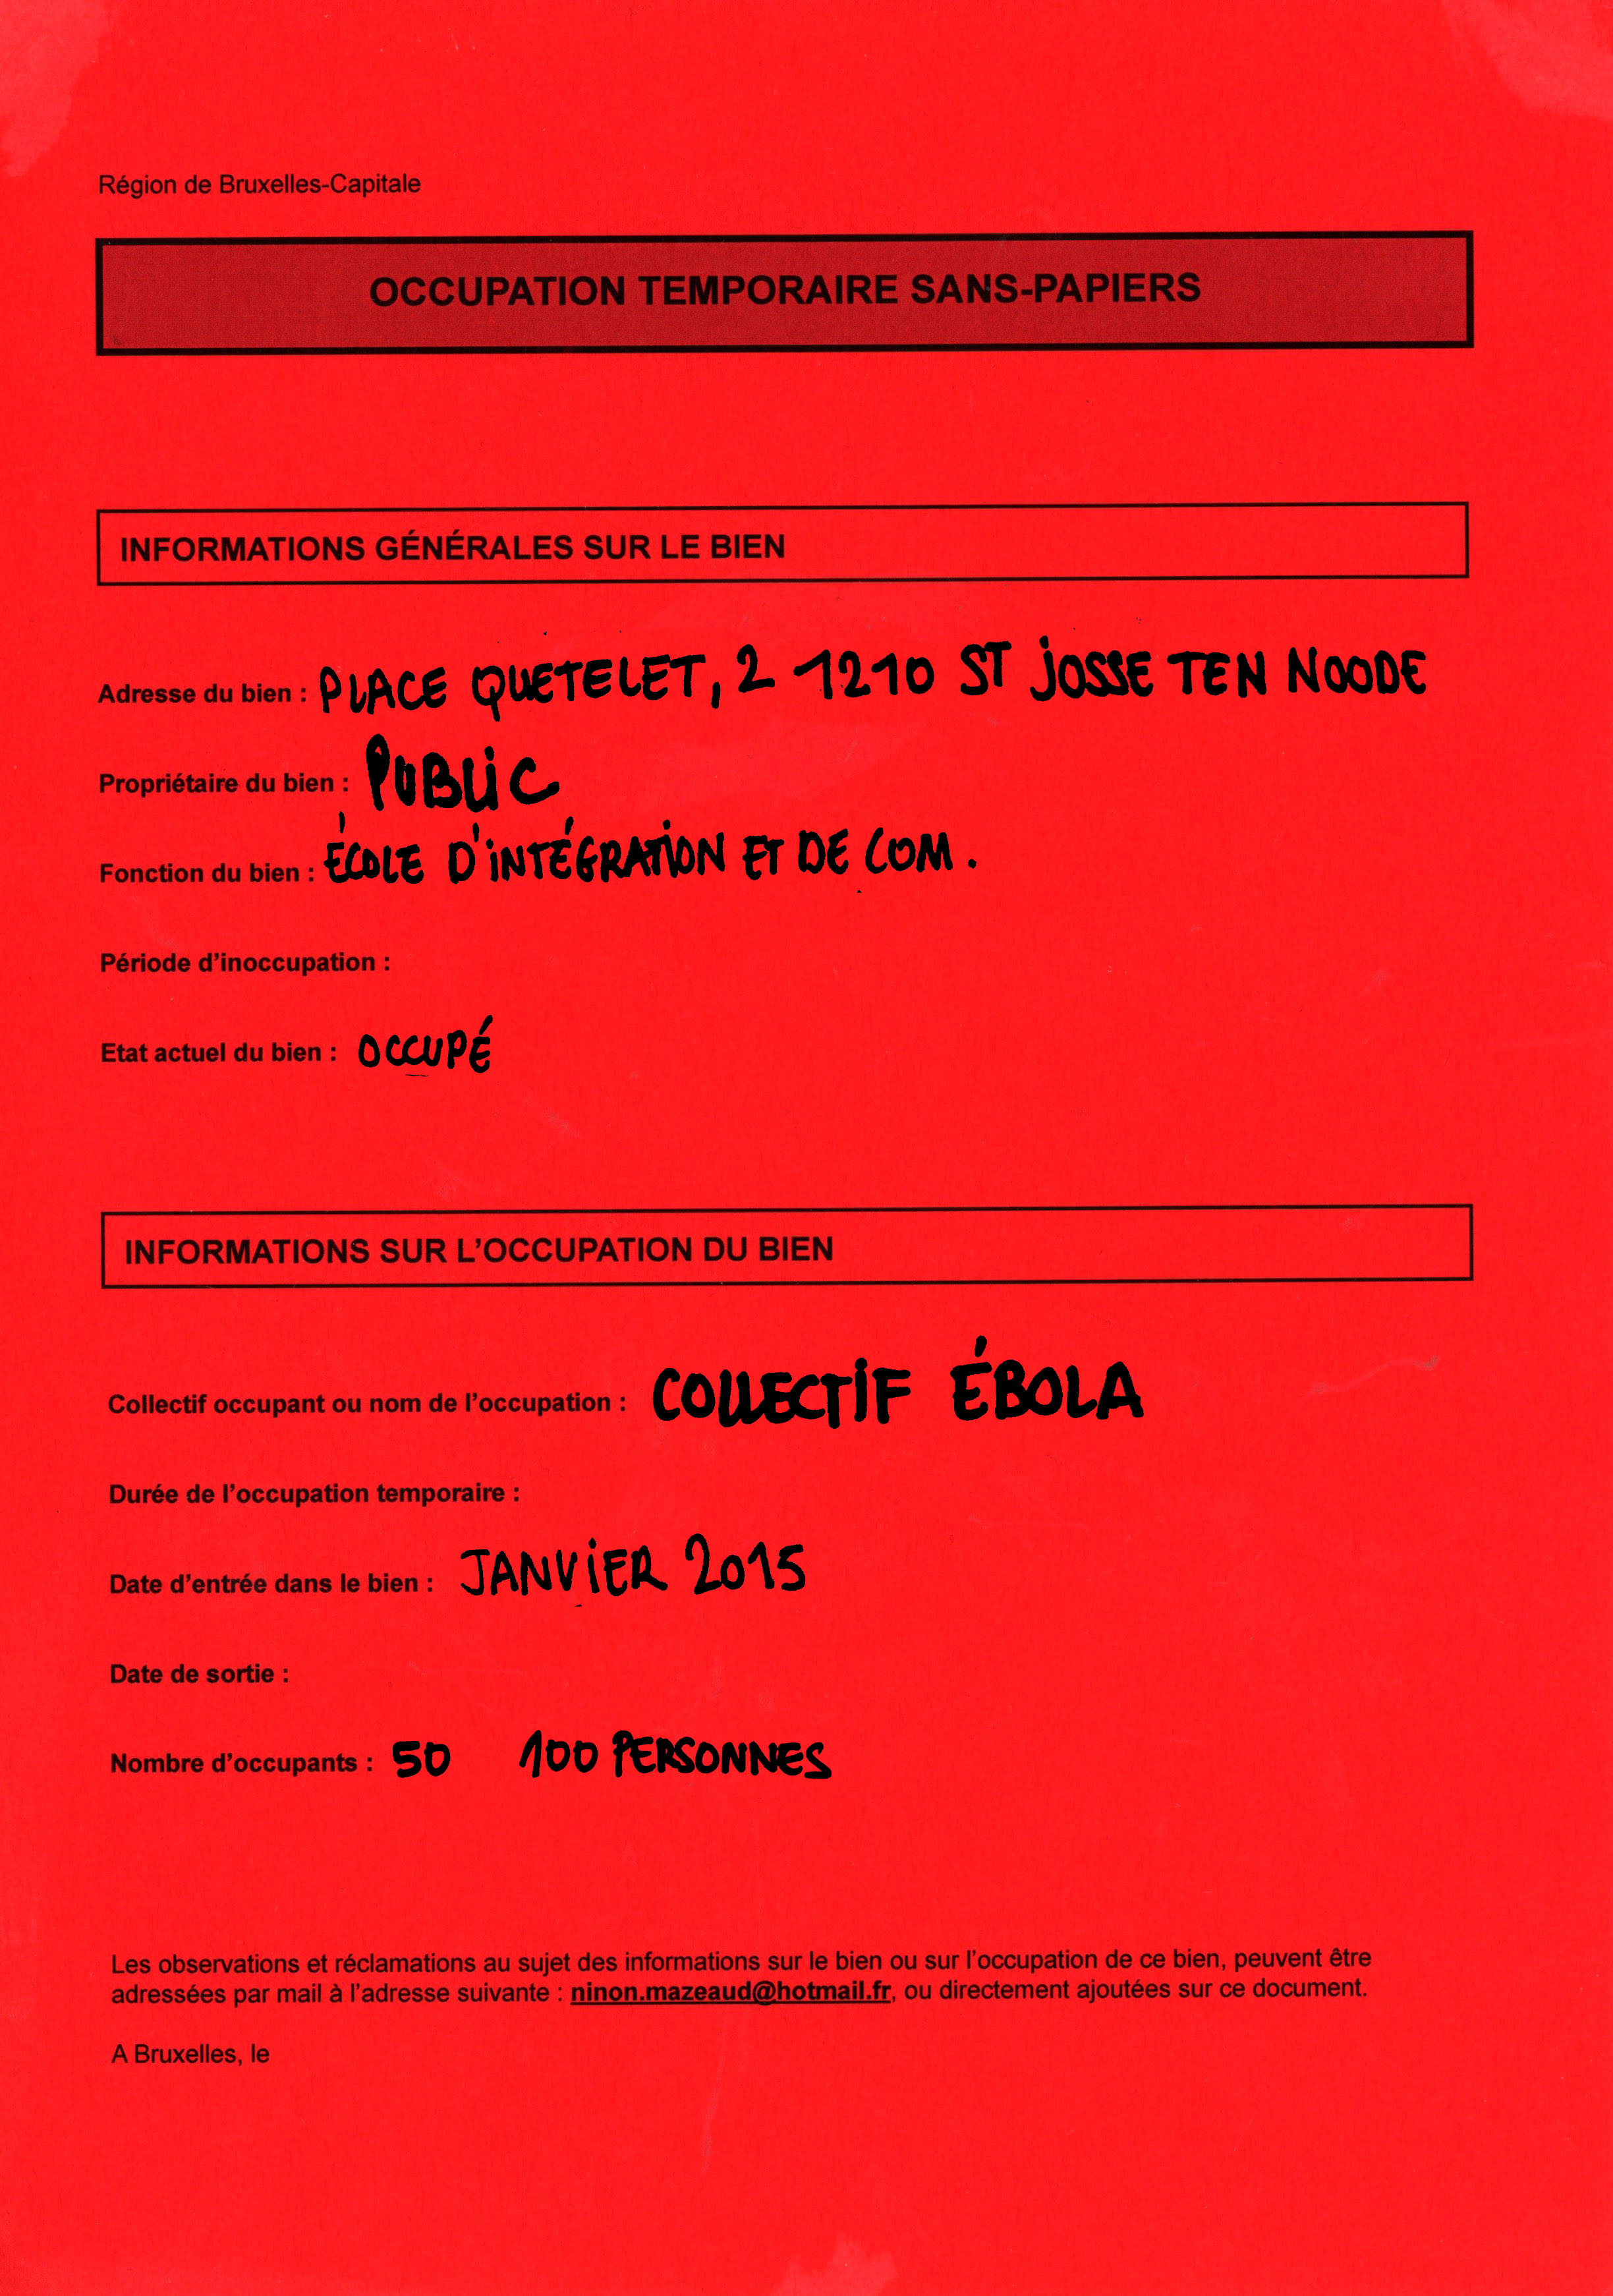 Région de Bruxelles-Capitale
OCCUPATION TEMPORAIRE SANS-PAPIERS
INFORMATIONS GÉNÉRALES SUR LE BIEN
Adresse du bien : PLACE QUETELET, 2 1210 ST JOSSE TEN NOODE
Propriétaire du bien : PUBLIC
Fonction du bien : ÉCOLE D'INTÉGRATION ET DE COM.
Période d'inoccupation :
Etat actuel du bien : OCCUPÉ
INFORMATIONS SUR L'OCCUPATION DU BIEN
Collectif occupant ou nom de l'occupation : COLLECTIF ÉBOLA
Durée de l'occupation temporaire :
Date d'entrée dans le bien : JANVIER 2015
Date de sortie :
Nombre d'occupants : 50 100 PERSONNES
Les observations et réclamations au sujet des informations sur le bien ou sur l'occupation de ce bien, peuvent être
adressées par mail à l'adresse suivante : ninon.mazeaud@hotmail.fr, ou directement ajoutées sur ce document.
A Bruxelles, le